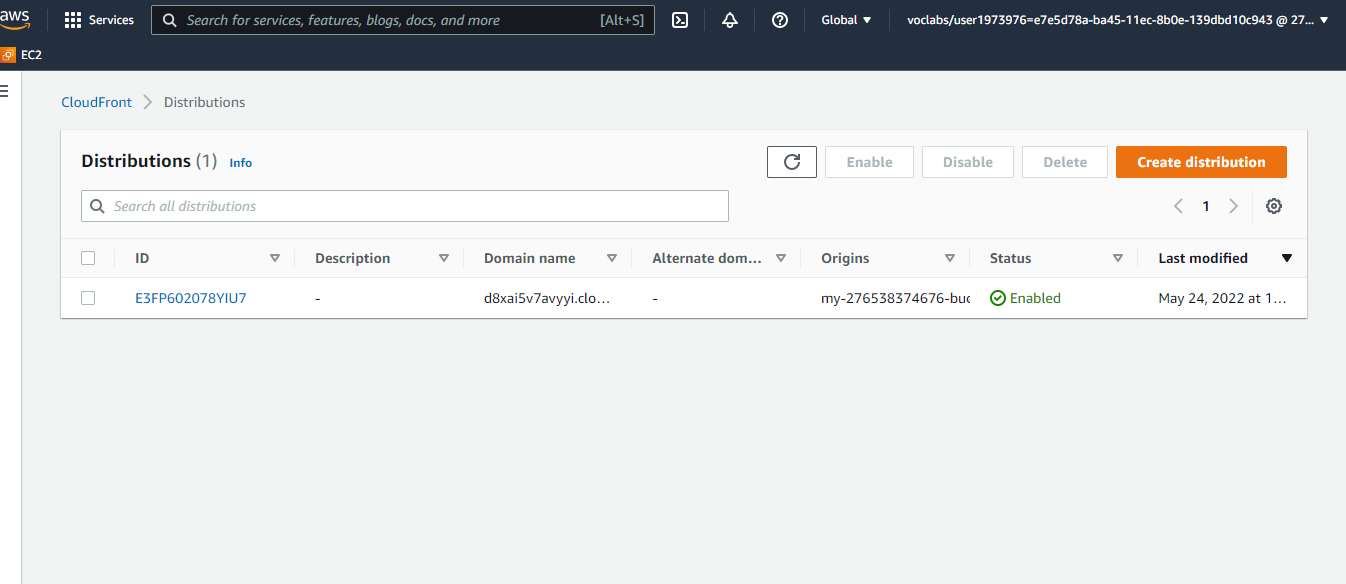 aws Services Search for services, features, blogs, docs, and more [Alt+S] Global voclabs/user1973976=e7e5d78a-ba45-11ec-8b0e-139dbd10c943 @ 27...
EC2
CloudFront Distributions
Distributions (1) Info Enable Disable Delete Create distribution
Search all distributions 1
ID Description Domain name Alternate dom... Origins Status Last modified
E3FP602078YIU7 - d8xai5v7avyyi.clo... - my-276538374676-buc Enabled May 24, 2022 at 1...